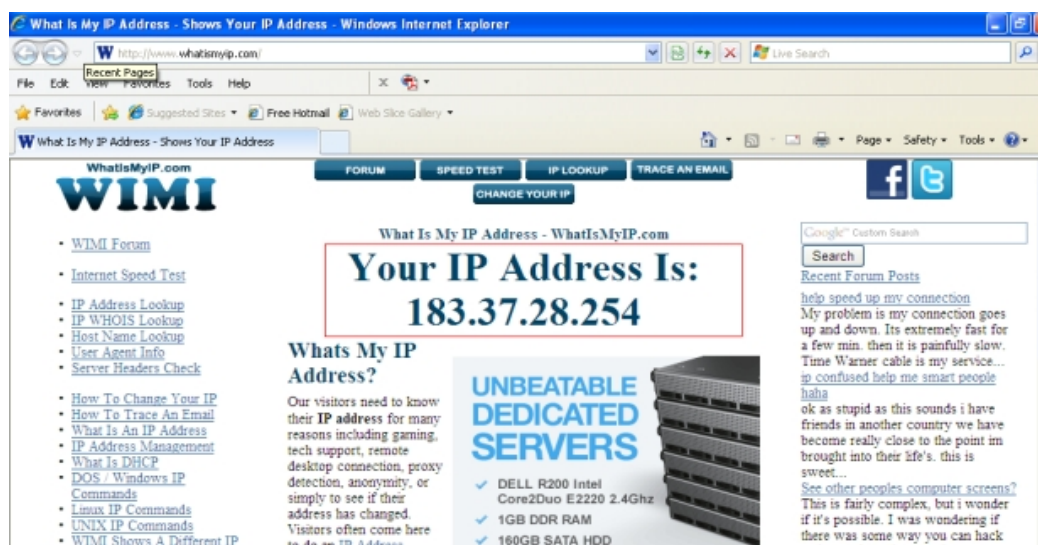 What Is My IP Address - Shows Your IP Address - Windows Internet Explorer
http://www.whatismyip.com/
Live Search
Recent Pages
File Edit View Favorites Tools Help
Favorites Suggested Sites Free Hotmail Web Slice Gallery
What Is My IP Address - Shows Your IP Address
Page Safety Tools
WhatIsMyIP.com
WIMI
FORUM SPEED TEST IP LOOKUP TRACE AN EMAIL
CHANGE YOUR IP
WIMI Forum
Internet Speed Test
IP Address Lookup
IP WHOIS Lookup
Host Name Lookup
User Agent Info
Server Headers Check
How To Change Your IP
How To Trace An Email
What Is An IP Address
IP Address Management
What Is DHCP
DOS / Windows IP
Commands
Linux IP Commands
UNIX IP Commands
WIMI Shows A Different IP
What Is My IP Address - WhatIsMyIP.com
Your IP Address Is:
183.37.28.254
Whats My IP
Address?
Our visitors need to know
their IP address for many
reasons including gaming,
tech support, remote
desktop connection, proxy
detection, anonymity, or
simply to see if their
address has changed.
Visitors often come here
to do an IP Address
UNBEATABLE
DEDICATED
SERVERS
DELL R200 Intel
Core2Duo E2220 2.4Ghz
1GB DDR RAM
160GB SATA HDD
Google™ Custom Search
Search
Recent Forum Posts
help speed up my connection
My problem is my connection goes
up and down. Its extremely fast for
a few min. then it is painfully slow.
Time Warner cable is my service...
ip confused help me smart people
haha
ok as stupid as this sounds i have
friends in another country we have
become really close to the point im
brought into their life's. this is
sweet...
See other peoples computer screens?
This is fairly complex, but i wonder
if it's possible. I was wondering if
there was some way you can hack